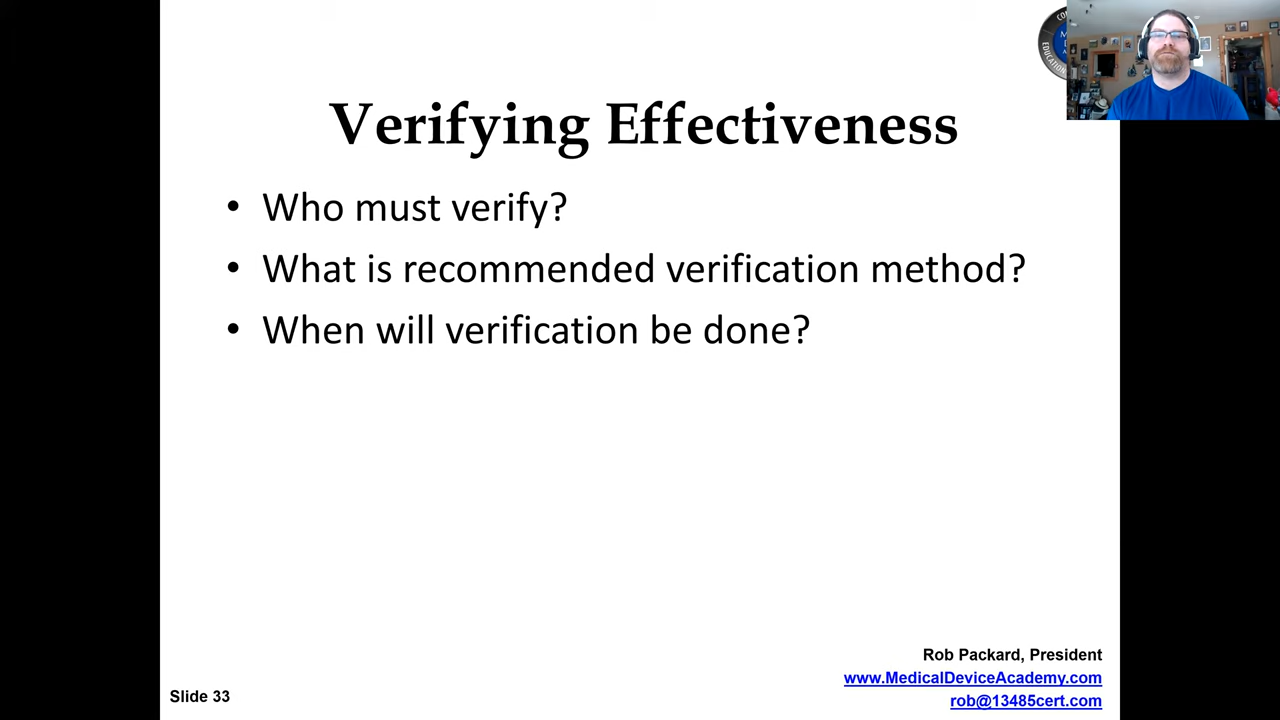 Verifying Effectiveness
• Who must verify?
• What is recommended verification method?
• When will verification be done?
Rob Packard, President
www.MedicalDeviceAcademy.com
rob@13485cert.com
Slide 33